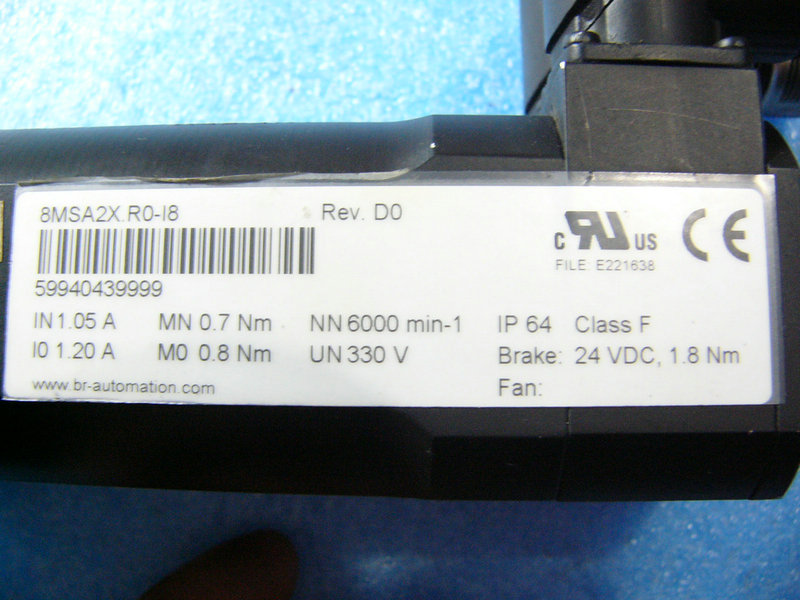 8MSA2X.R0-I8 Rev. D0
c RU US
FILE: E221638
CE
59940439999
IN 1.05 A MN 0.7 Nm NN 6000 min-1 IP 64 Class F
I0 1.20 A M0 0.8 Nm UN 330 V Brake: 24 VDC, 1.8 Nm
www.br-automation.com Fan: